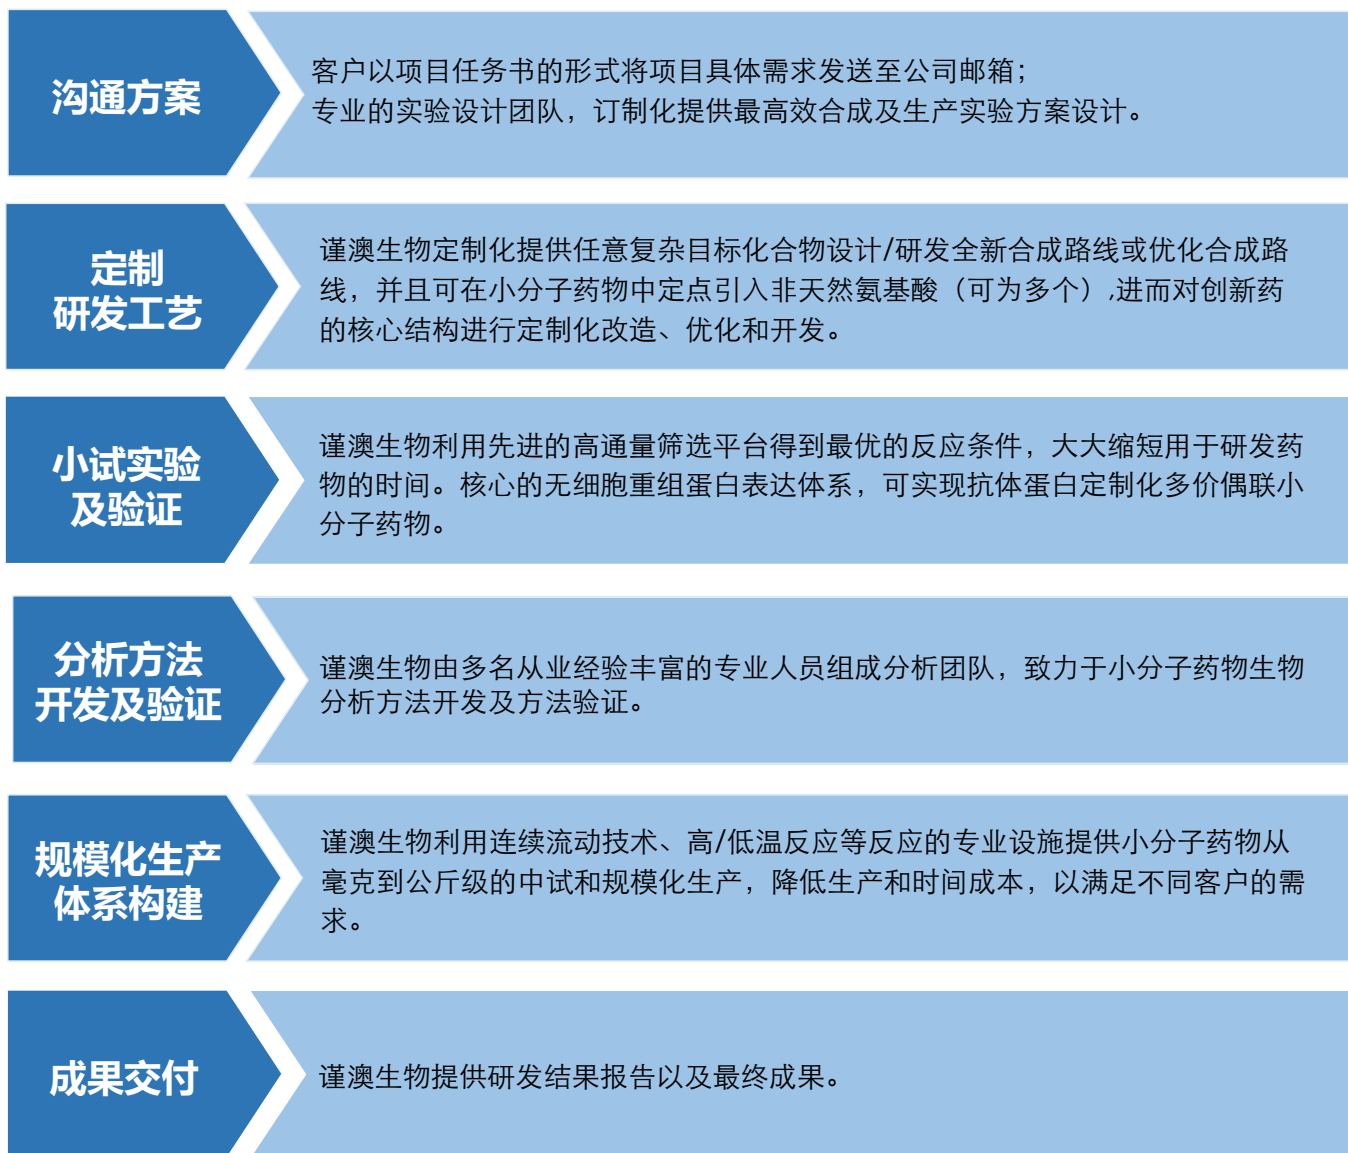 沟通方案
客户以项目任务书的形式将项目具体需求发送至公司邮箱；
专业的实验设计团队，订制化提供最高效合成及生产实验方案设计。
定制
研发工艺
谨澳生物定制化提供任意复杂目标化合物设计/研发全新合成路线或优化合成路
线，并且可在小分子药物中定点引入非天然氨基酸（可为多个）,进而对创新药
的核心结构进行定制化改造、优化和开发。
小试实验
及验证
谨澳生物利用先进的高通量筛选平台得到最优的反应条件，大大缩短用于研发药
物的时间。核心的无细胞重组蛋白表达体系，可实现抗体蛋白定制化多价偶联小
分子药物。
分析方法
开发及验证
谨澳生物由多名从业经验丰富的专业人员组成分析团队，致力于小分子药物生物
分析方法开发及方法验证。
规模化生产
体系构建
谨澳生物利用连续流动技术、高/低温反应等反应的专业设施提供小分子药物从
毫克到公斤级的中试和规模化生产，降低生产和时间成本，以满足不同客户的需
求。
成果交付
谨澳生物提供研发结果报告以及最终成果。